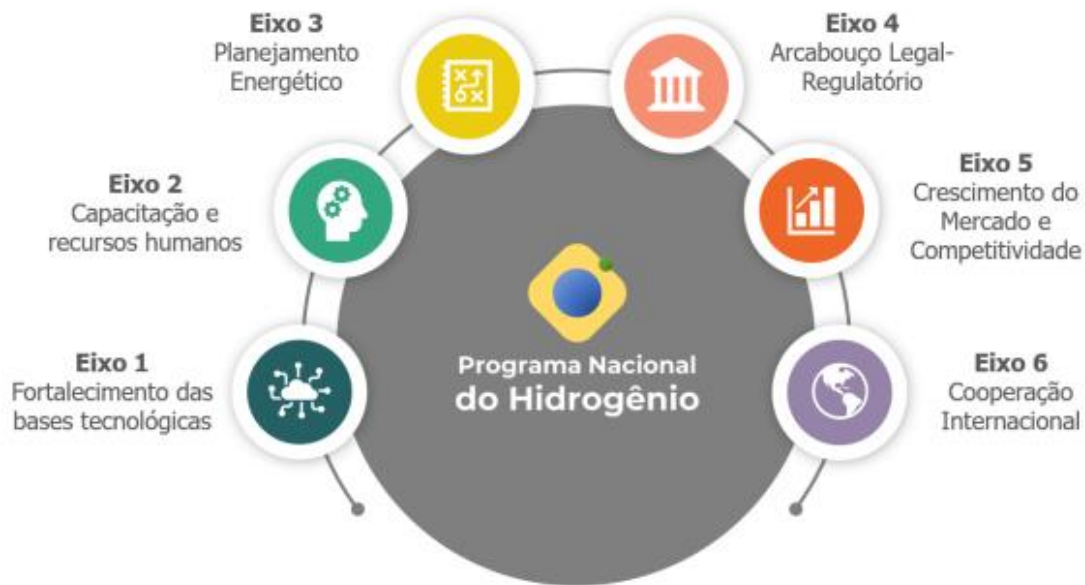 Eixo 3
Planejamento
Energético
Eixo 4
Arcabouço Legal-
Regulatório
Eixo 2
Capacitação e
recursos humanos
Eixo 5
Crescimento do
Mercado e
Competitividade
Eixo 1
Fortalecimento das
bases tecnológicas
Programa Nacional
do Hidrogênio
Eixo 6
Cooperação
Internacional